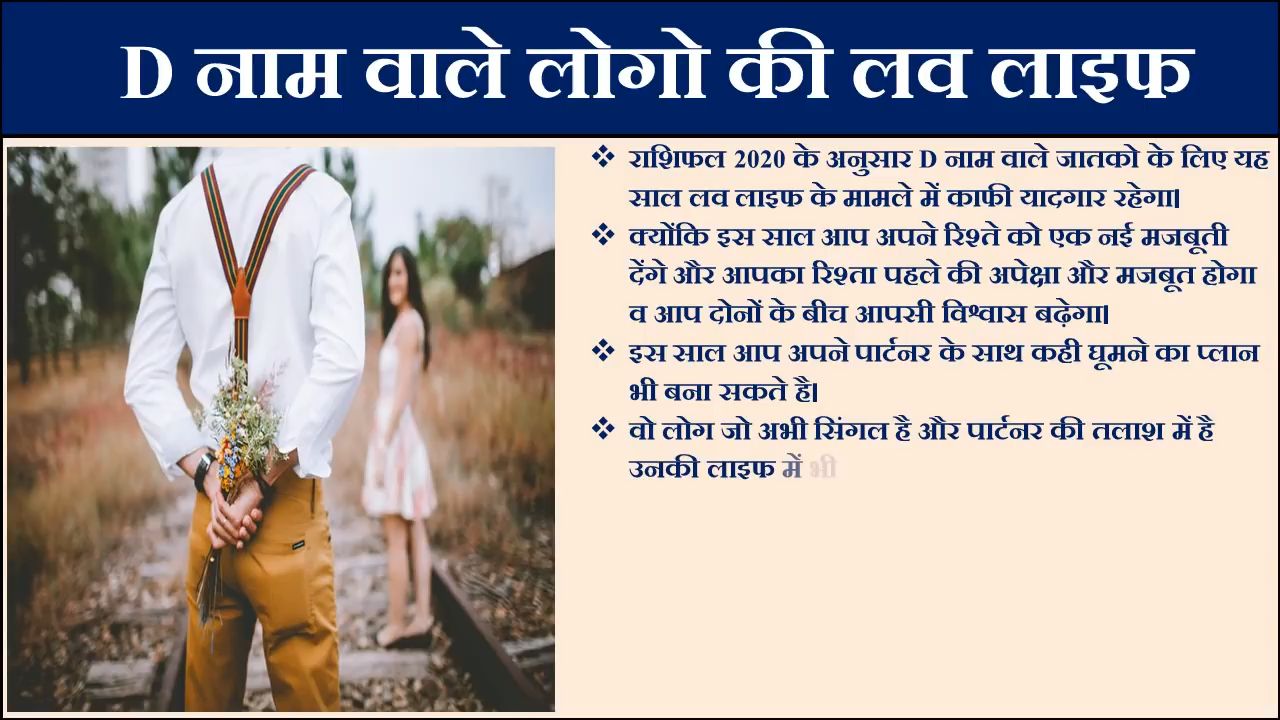 D नाम वाले लोगो की लव लाइफ
❖ राशिफल 2020 के अनुसार D नाम वाले जातको के लिए यह
साल लव लाइफ के मामले में काफी यादगार रहेगा।
❖ क्योंकि इस साल आप अपने रिश्ते को एक नई मजबूती
देंगे और आपका रिश्ता पहले की अपेक्षा और मजबूत होगा
व आप दोनों के बीच आपसी विश्वास बढ़ेगा।
❖ इस साल आप अपने पार्टनर के साथ कही घूमने का प्लान
भी बना सकते है।
❖ वो लोग जो अभी सिंगल है और पार्टनर की तलाश में है
उनकी लाइफ में भी